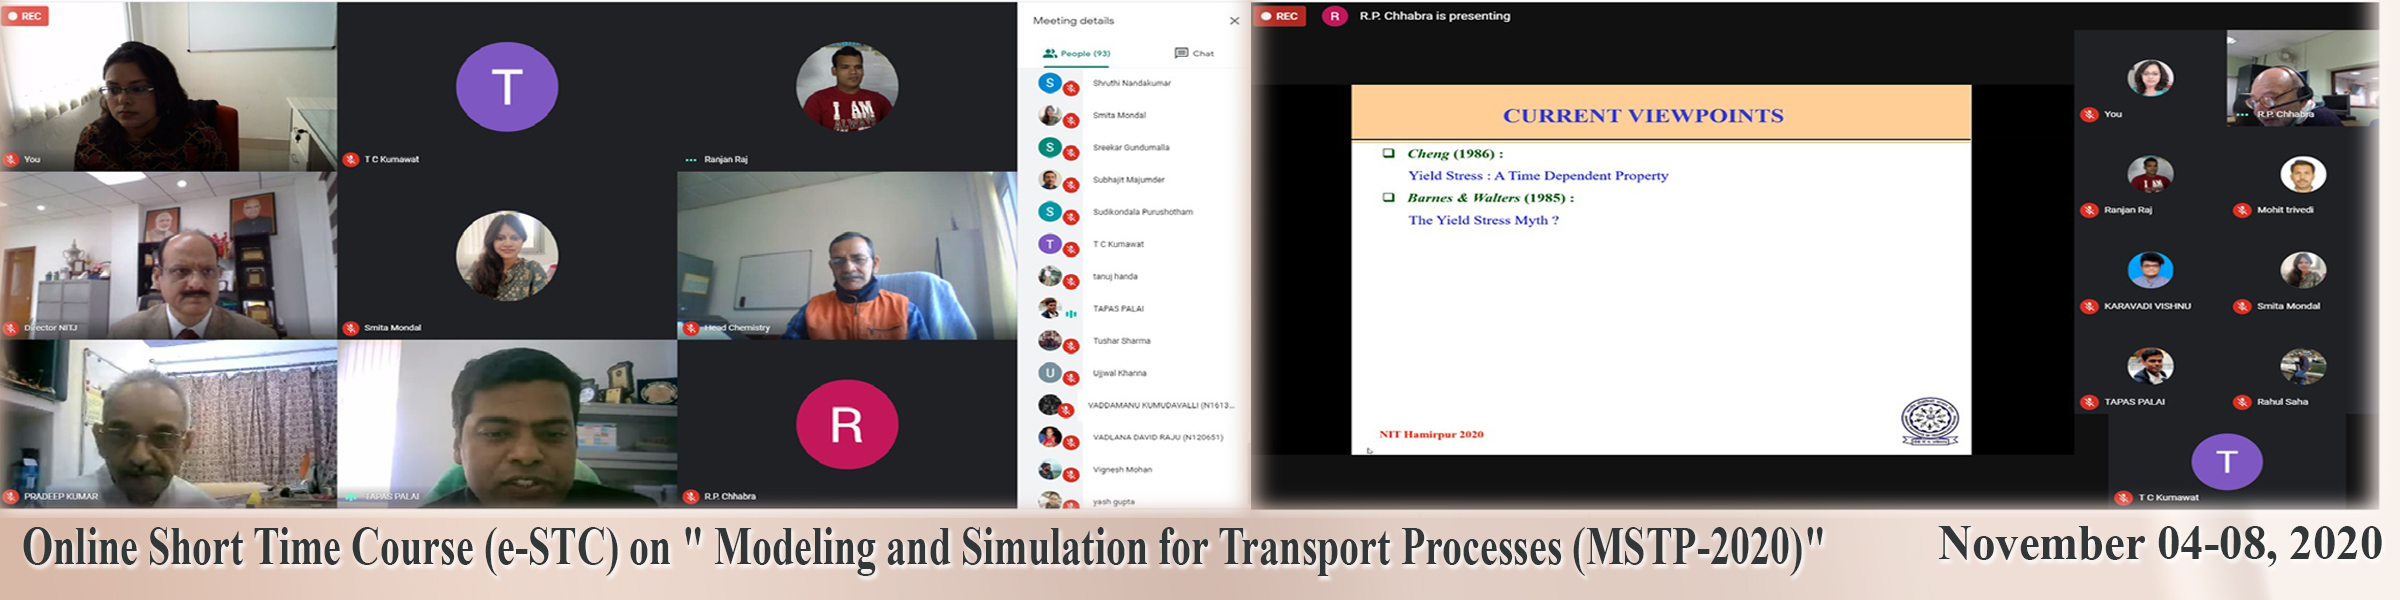 REC
You
T
T C Kumawat
I AM
Ranjan Raj
Director NITJ
Smita Mondal
Head Chemistry
PRADEEP KUMAR
TAPAS PALAI
R
R.P. Chhabra
Meeting details
People (93)
Chat
S
Shruthi Nandakumar
Smita Mondal
S
Sreekar Gundumalla
Subhajit Majumder
S
Sudikondala Purushotham
T
T C Kumawat
tanuj handa
TAPAS PALAI
Tushar Sharma
U
Ujjwal Khanna
VADDAMANU KUMUDAVALLI (N1613...
VADLANA DAVID RAJU (N120651)
Vignesh Mohan
yash gupta
REC
R
R.P. Chhabra is presenting
CURRENT VIEWPOINTS
Cheng (1986) :
Yield Stress : A Time Dependent Property
Barnes & Walters (1985) :
The Yield Stress Myth ?
NIT Hamirpur 2020
You
R.P. Chhabra
Ranjan Raj
Mohit trivedi
KARAVADI VISHNU
Smita Mondal
TAPAS PALAI
Rahul Saha
T
T C Kumawat
Online Short Time Course (e-STC) on " Modeling and Simulation for Transport Processes (MSTP-2020)"
November 04-08, 2020